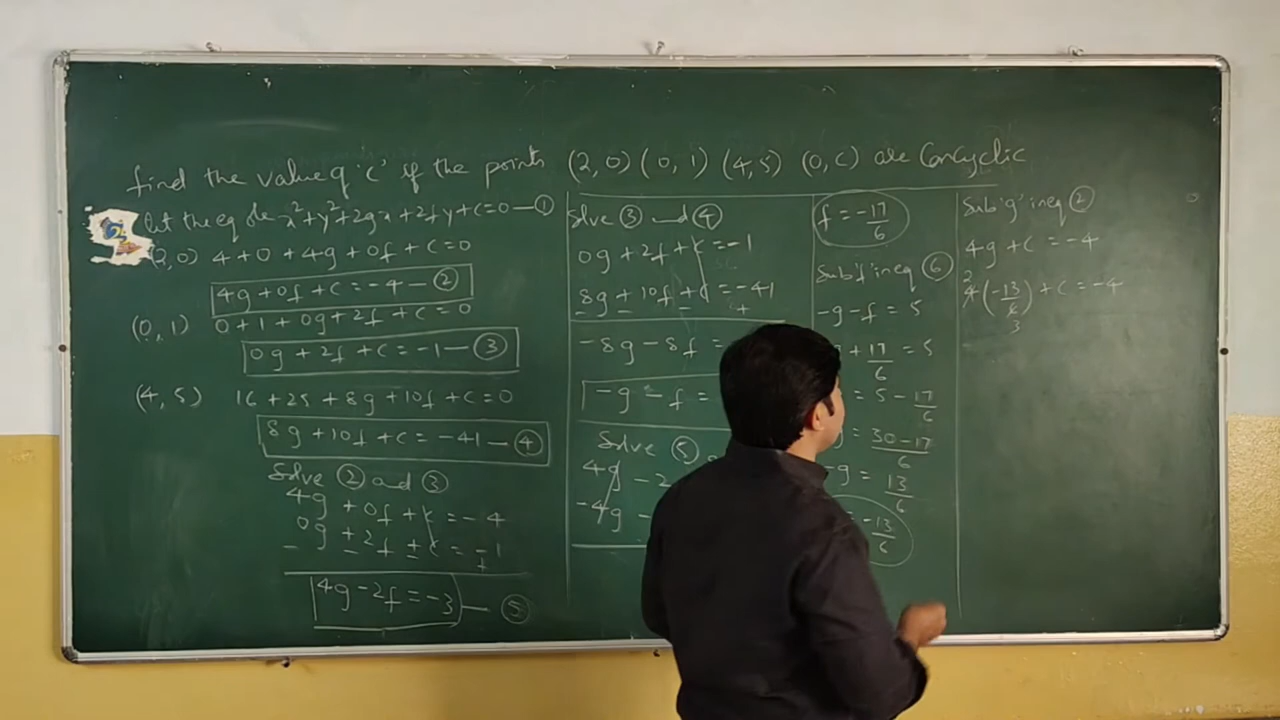 find the value of 'c' if the points (2, 0) (0, 1) (4, 5) (0, c) are Concyclic
let the eq be x²+y²+2gx+2fy+c=0 — ①
(2,0) 4+0+4g+0f+c=0
4g+0f+c=-4 — ②
(0, 1) 0+1+0g+2f+c=0
0g+2f+c=-1 — ③
(4, 5) 16+25+8g+10f+c=0
8g+10f+c=-41 — ④
Solve ② and ③
4g+0f+c=-4
0g+2f+c=-1
- - - +
4g-2f=-3 — ⑤
Solve ③ and ④
0g+2f+c=-1
8g+10f+c=-41
- - - +
-8g-8f=
-g-f=
Solve ⑤
4g-2
-4g-
f=-17/6
Sub 'f' in eq ⑥
-g-f=5
+17/6=5
=5-17/6
=30-17/6
-g=13/6
=-13/6
Sub 'g' in eq ②
4g+c=-4
2
4(-13/6)+c=-4
3